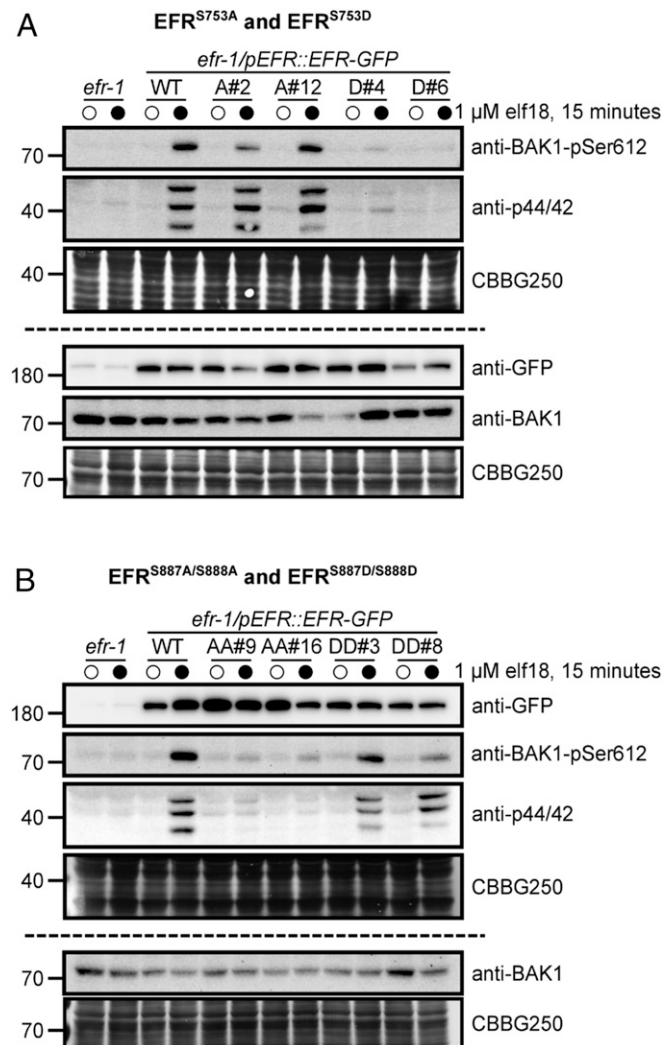 A
EFRS753A and EFRS753D
efr-1/pEFR::EFR-GFP
efr-1 WT A#2 A#12 D#4 D#6
1 µM elf18, 15 minutes
70 anti-BAK1-pSer612
40 anti-p44/42
40 CBBG250
180 anti-GFP
70 anti-BAK1
70 CBBG250
B
EFRS887A/S888A and EFRS887D/S888D
efr-1/pEFR::EFR-GFP
efr-1 WT AA#9 AA#16 DD#3 DD#8
1 µM elf18, 15 minutes
180 anti-GFP
70 anti-BAK1-pSer612
40 anti-p44/42
40 CBBG250
70 anti-BAK1
70 CBBG250